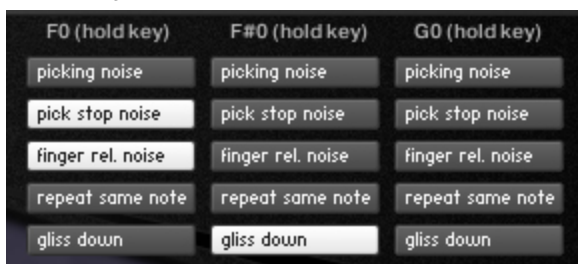 F0 (hold key) F#0 (hold key) G0 (hold key)
picking noise picking noise picking noise
pick stop noise pick stop noise pick stop noise
finger rel. noise finger rel. noise finger rel. noise
repeat same note repeat same note repeat same note
gliss down gliss down gliss down